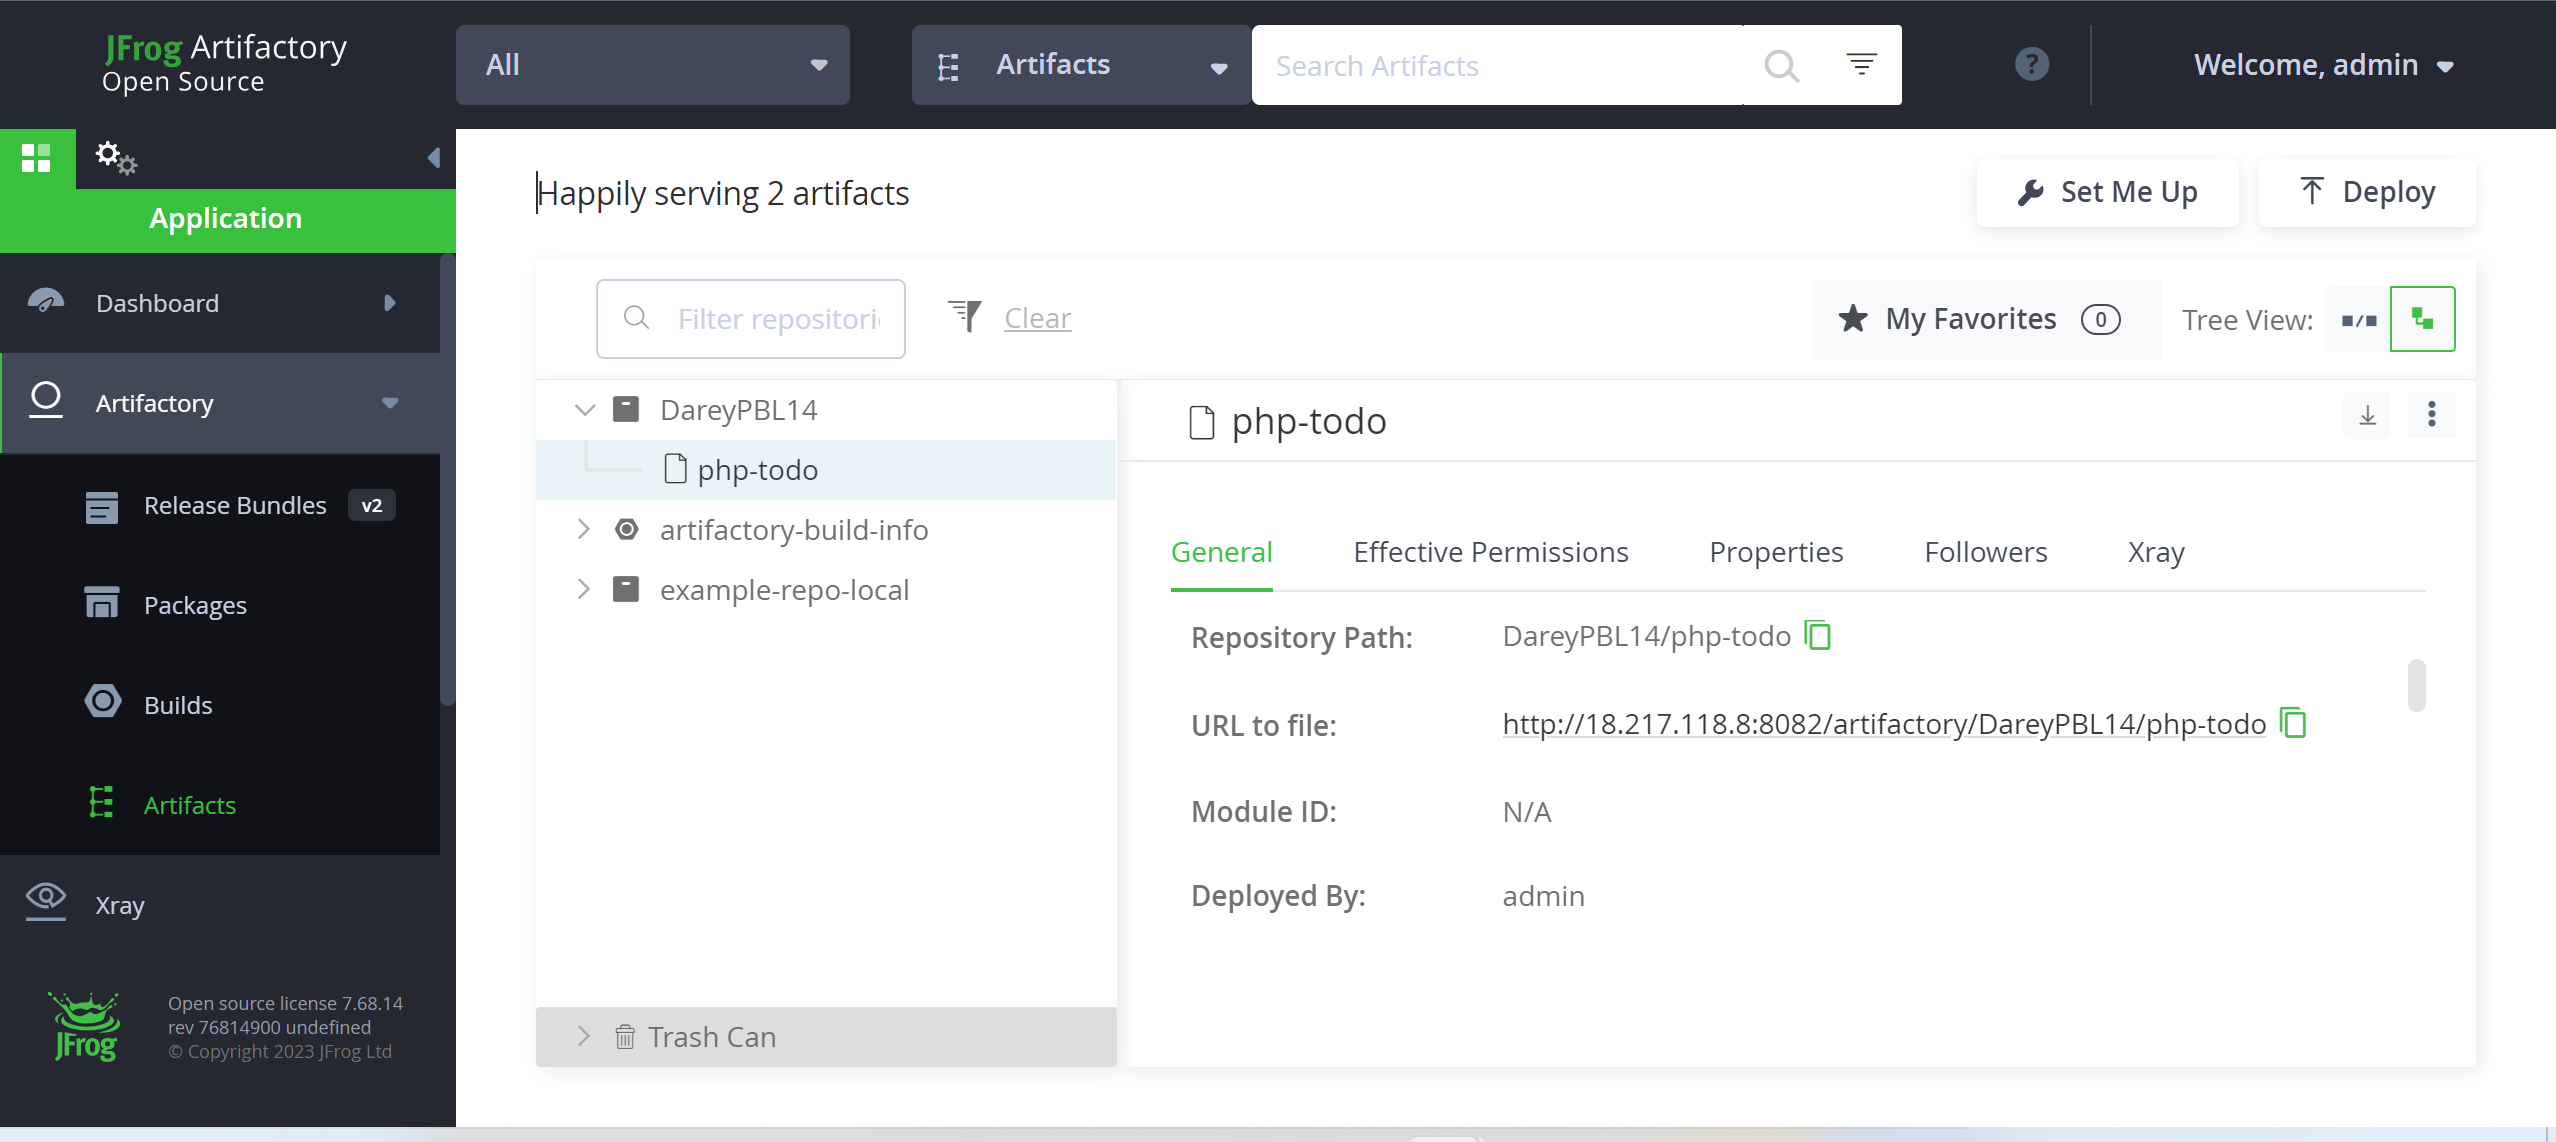 JFrog Artifactory
Open Source
All
Artifacts
Search Artifacts
?
Welcome, admin
Application
Happily serving 2 artifacts
Set Me Up
Deploy
Dashboard
Filter repositori
Clear
My Favorites 0
Tree View:
Artifactory
DareyPBL14
php-todo
artifactory-build-info
example-repo-local
Trash Can
php-todo
General Effective Permissions Properties Followers Xray
Repository Path: DareyPBL14/php-todo
URL to file: http://18.217.118.8:8082/artifactory/DareyPBL14/php-todo
Module ID: N/A
Deployed By: admin
Release Bundles v2
Packages
Builds
Artifacts
Xray
JFrog
Open source license 7.68.14
rev 76814900 undefined
© Copyright 2023 JFrog Ltd